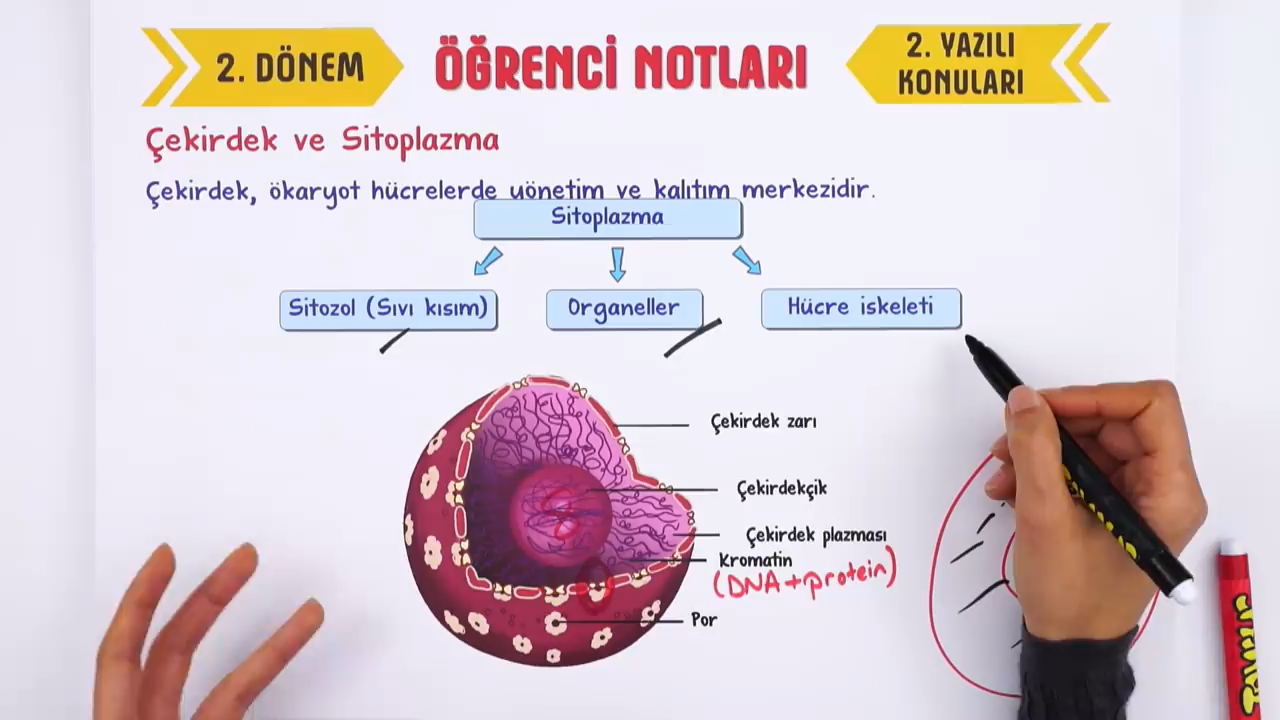 2. DÖNEM
ÖĞRENCİ NOTLARI
2. YAZILI
KONULARI
Çekirdek ve Sitoplazma
Çekirdek, ökaryot hücrelerde yönetim ve kalıtım merkezidir.
Sitoplazma
Sitozol (Sıvı kısım)
Organeller
Hücre iskeleti
Çekirdek zarı
Çekirdekçik
Çekirdek plazması
Kromatin
(DNA+protein)
Por